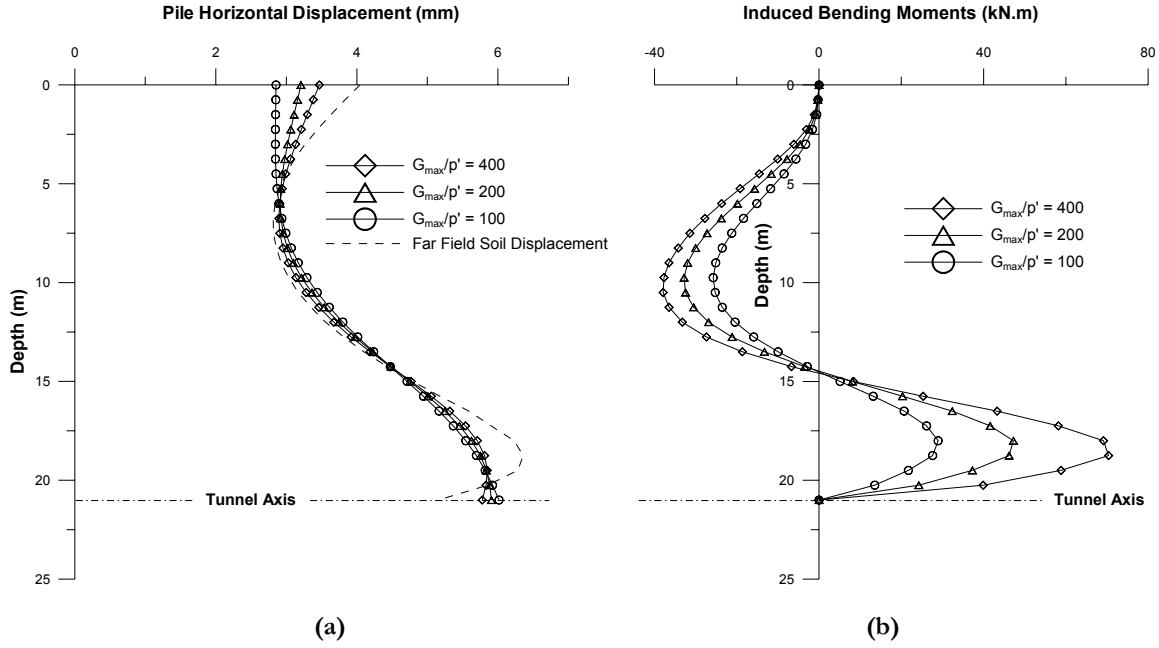 Pile Horizontal Displacement (mm)
0 2 4 6
0
5
10
15
20
25
Depth (m)
G_max/p' = 400
G_max/p' = 200
G_max/p' = 100
Far Field Soil Displacement
Tunnel Axis
(a)
Induced Bending Moments (kN.m)
-40 0 40 80
0
5
10
15
20
25
Depth (m)
G_max/p' = 400
G_max/p' = 200
G_max/p' = 100
Tunnel Axis
(b)